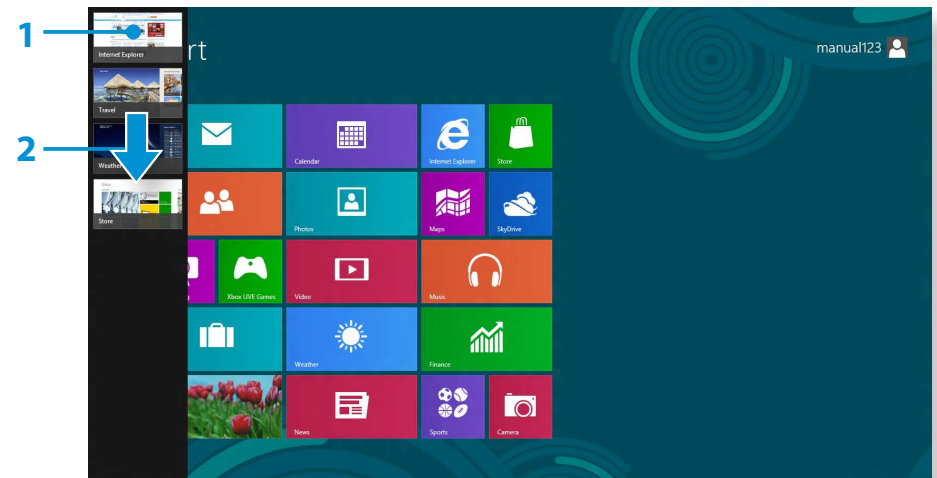 1
Internet Explorer
rt
manual123
Travel
2
Weather
Store
Store
Calendar
Internet Explorer
Store
Photos
Maps
SkyDrive
Xbox LIVE Games
Video
Music
Weather
Finance
News
Sports
Camera